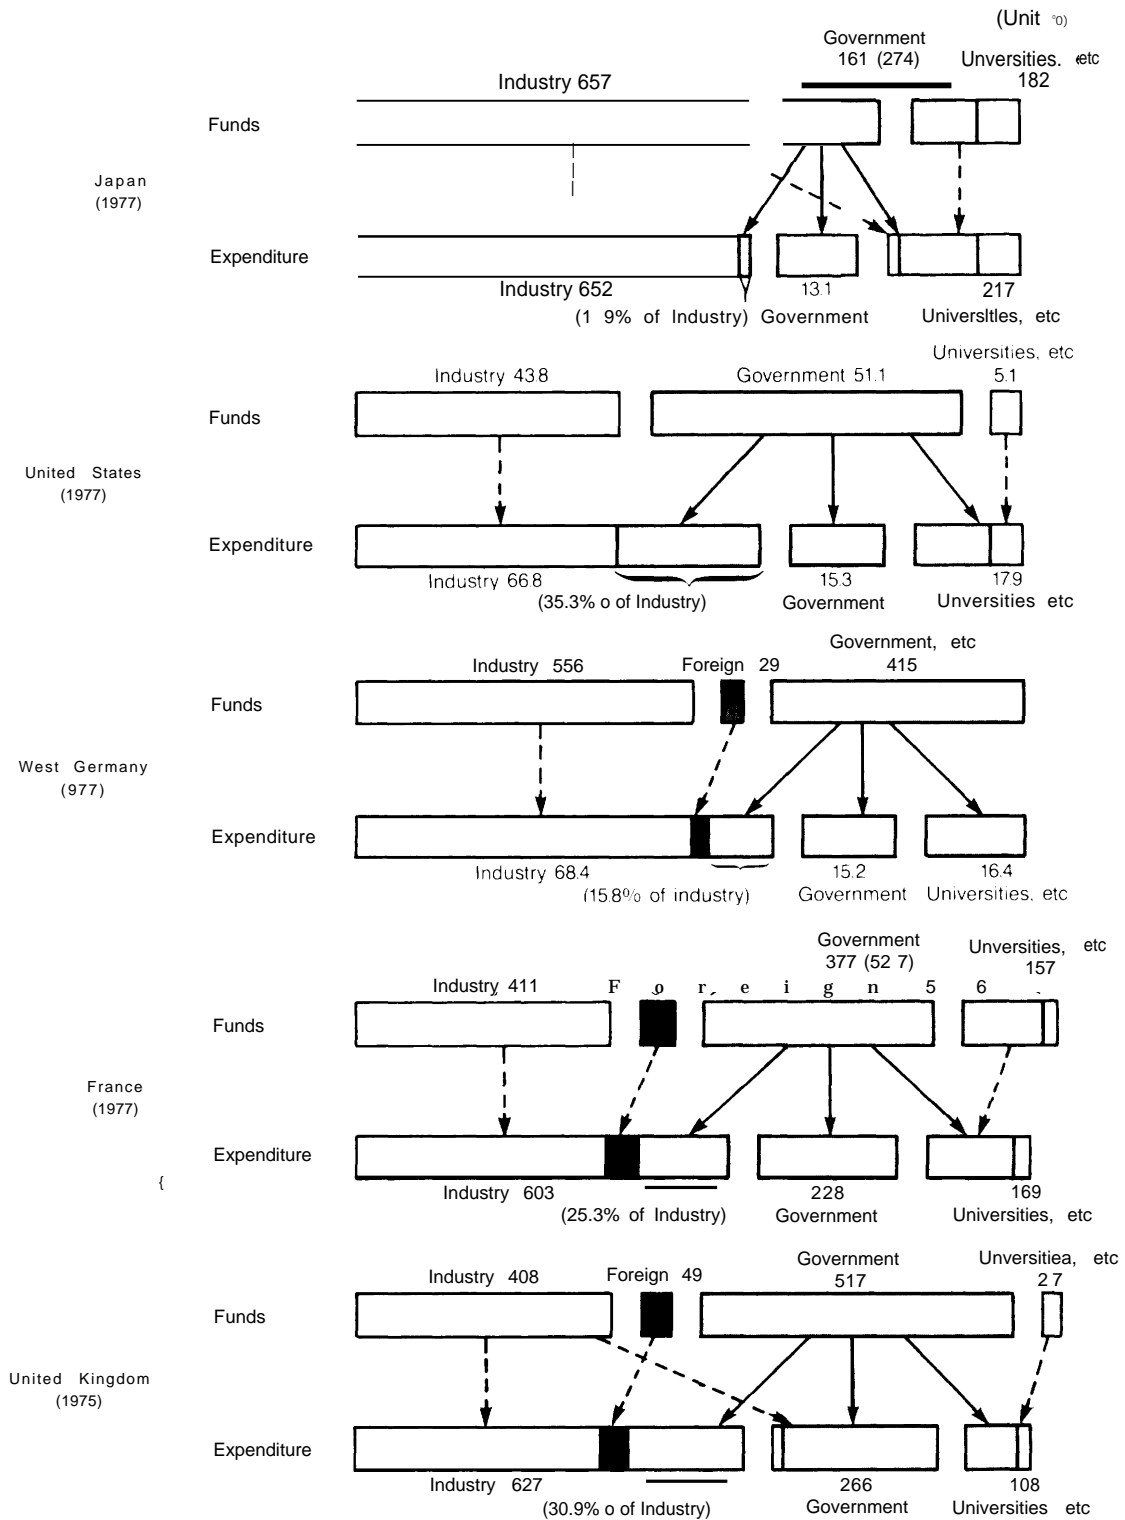 (Unit °0)
Government
161 (274)
Unversities. etc
182
Industry 657
Funds
Japan
(1977)
Expenditure
Industry 652
13.1
217
(1 9% of Industry) Government
Universltles, etc
Universities, etc
Industry 43.8
Government 51.1
5.1
Funds
United States
(1977)
Expenditure
Industry 66.8
15.3
17.9
(35.3% o of Industry)
Government
Unversities etc
Government, etc
Industry 556
Foreign 29
415
Funds
West Germany
(977)
Expenditure
Industry 68.4
15.2
16.4
(15.8% of industry)
Government
Universities, etc
Government
377 (52 7)
Unversities, etc
157
Industry 411
Foreign 5 6
Funds
France
(1977)
Expenditure
{
Industry 603
228
169
(25.3% of Industry)
Government
Universities, etc
Government
Unversitiea, etc
Industry 408
Foreign 49
517
2 7
Funds
United Kingdom
(1975)
Expenditure
Industry 627
266
108
(30.9% o of Industry)
Government
Universities etc